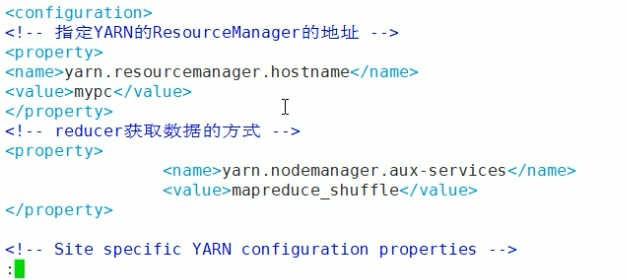 <configuration>
<!-- 指定YARN的ResourceManager的地址 -->
<property>
<name>yarn.resourcemanager.hostname</name>
<value>mypc</value>
</property>
<!-- reducer获取数据的方式 -->
<property>
<name>yarn.nodemanager.aux-services</name>
<value>mapreduce_shuffle</value>
</property>
<!-- Site specific YARN configuration properties -->
: